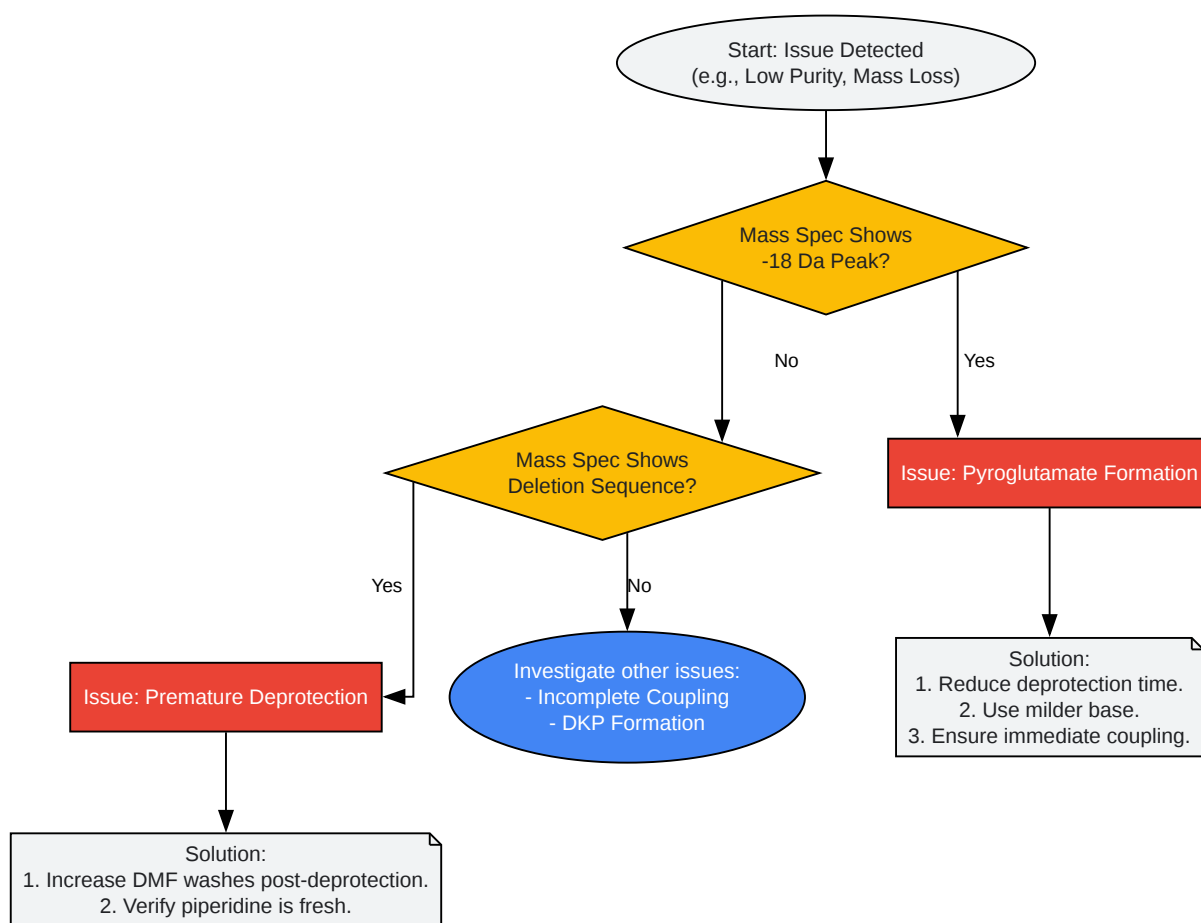 Start: Issue Detected
(e.g., Low Purity, Mass Loss)
Mass Spec Shows
-18 Da Peak?
No
Yes
Mass Spec Shows
Deletion Sequence?
Issue: Pyroglutamate Formation
Yes
No
Issue: Premature Deprotection
Investigate other issues:
- Incomplete Coupling
- DKP Formation
Solution:
1. Reduce deprotection time.
2. Use milder base.
3. Ensure immediate coupling.
Solution:
1. Increase DMF washes post-deprotection.
2. Verify piperidine is fresh.